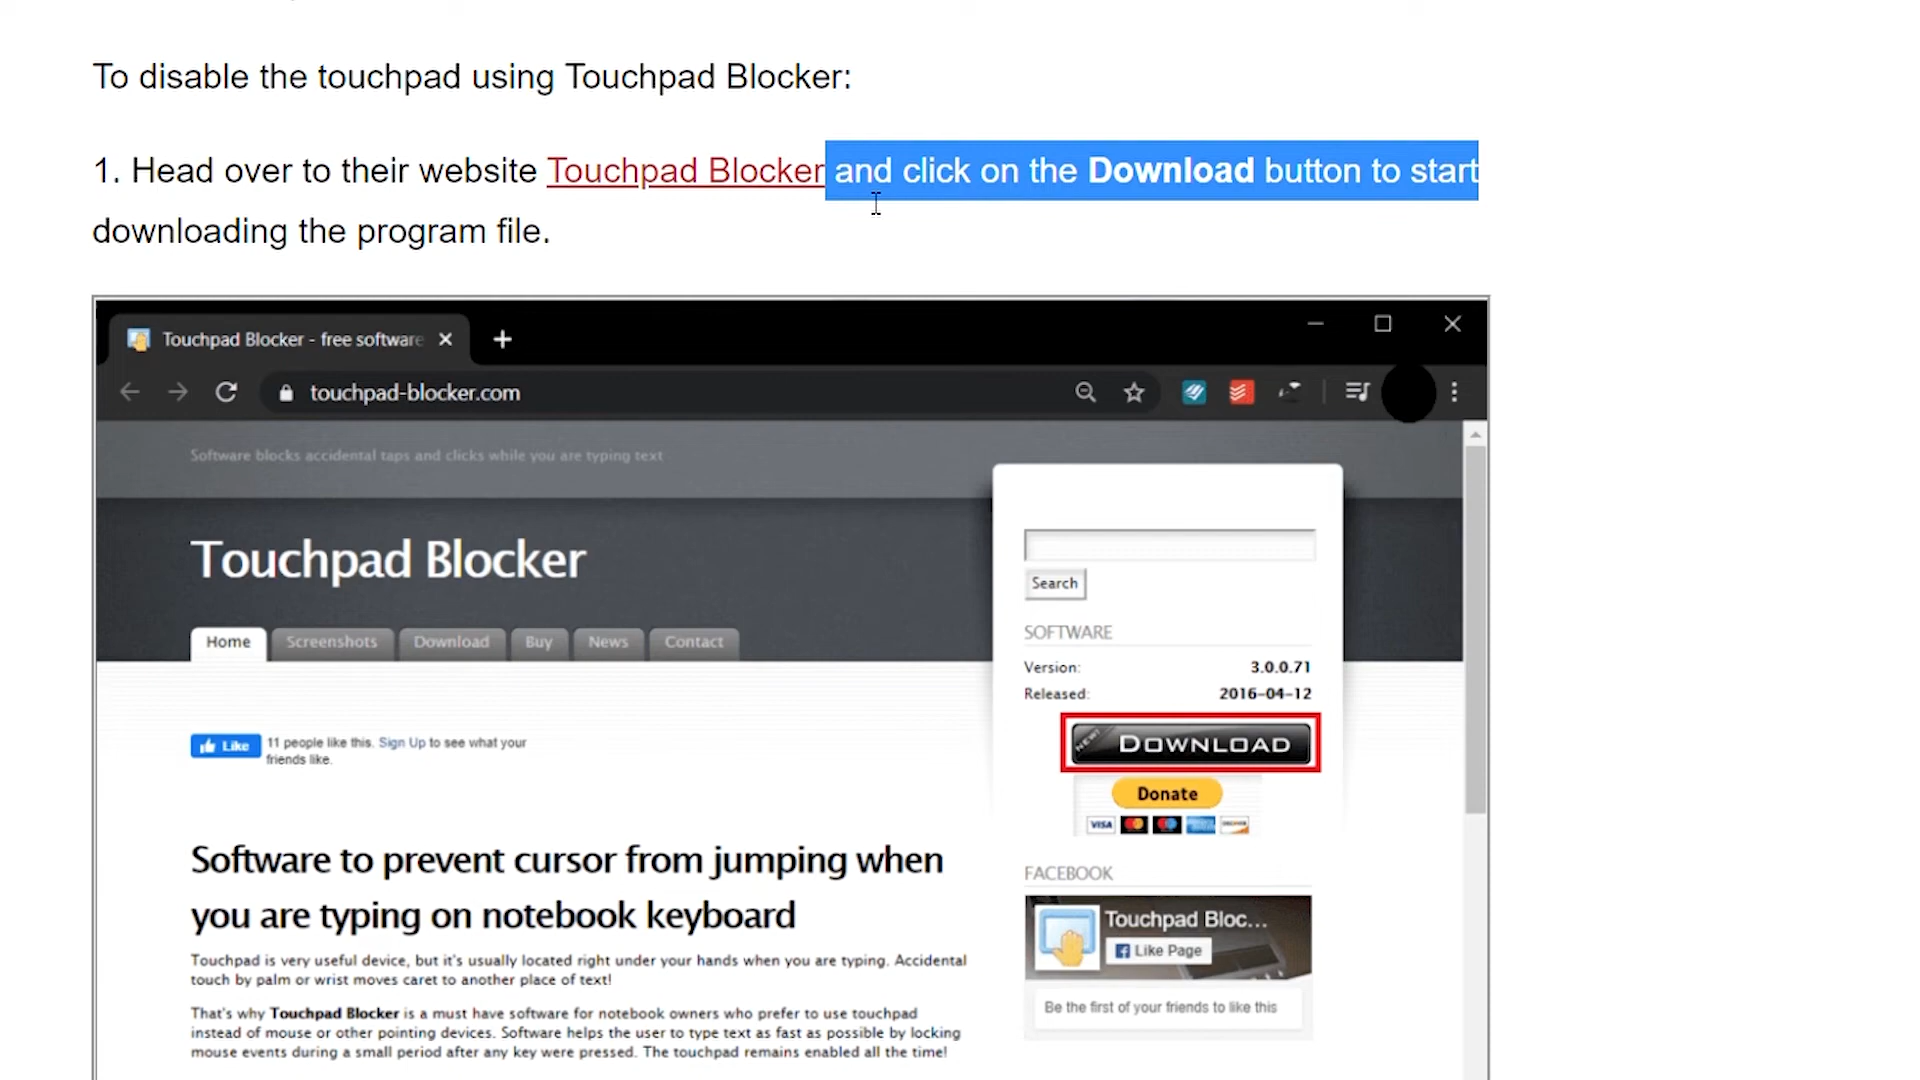 To disable the touchpad using Touchpad Blocker:
1. Head over to their website Touchpad Blocker and click on the Download button to start
downloading the program file.
Touchpad Blocker - free software
touchpad-blocker.com
Software blocks accidental taps and clicks while you are typing text
Touchpad Blocker
Home Screenshots Download Buy News Contact
Search
SOFTWARE
Version: 3.0.0.71
Released: 2016-04-12
NEW! DOWNLOAD
Donate
VISA
DISCOVER
Like 11 people like this. Sign Up to see what your
friends like.
Software to prevent cursor from jumping when
you are typing on notebook keyboard
Touchpad is very useful device, but it's usually located right under your hands when you are typing. Accidental
touch by palm or wrist moves caret to another place of text!
That's why Touchpad Blocker is a must have software for notebook owners who prefer to use touchpad
instead of mouse or other pointing devices. Software helps the user to type text as fast as possible by locking
mouse events during a small period after any key were pressed. The touchpad remains enabled all the time!
FACEBOOK
Touchpad Bloc...
Like Page
Be the first of your friends to like this